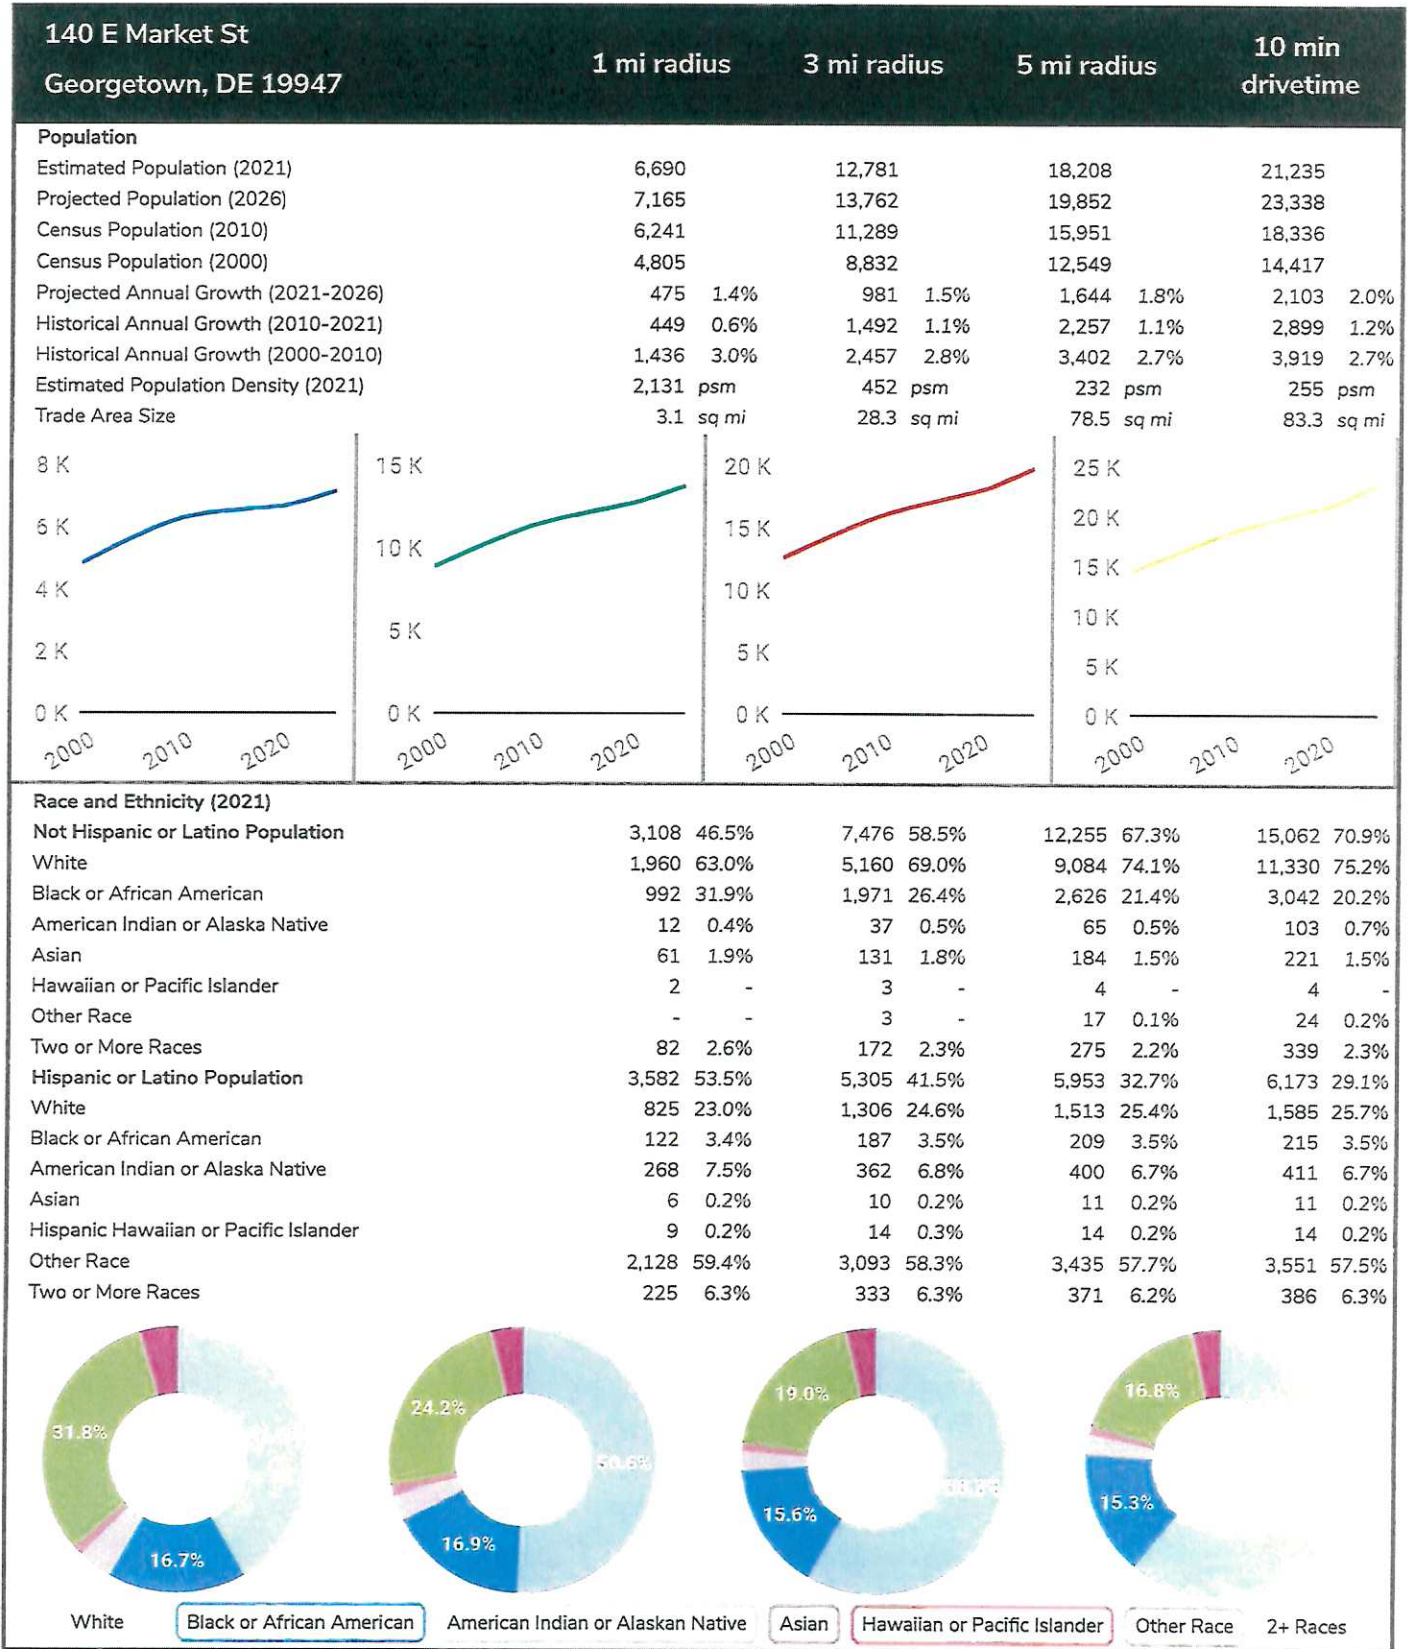 140 E Market St
Georgetown, DE 19947
1 mi radius 3 mi radius 5 mi radius 10 min drivetime
Population
Estimated Population (2021) 6,690 12,781 18,208 21,235
Projected Population (2026) 7,165 13,762 19,852 23,338
Census Population (2010) 6,241 11,289 15,951 18,336
Census Population (2000) 4,805 8,832 12,549 14,417
Projected Annual Growth (2021-2026) 475 1.4% 981 1.5% 1,644 1.8% 2,103 2.0%
Historical Annual Growth (2010-2021) 449 0.6% 1,492 1.1% 2,257 1.1% 2,899 1.2%
Historical Annual Growth (2000-2010) 1,436 3.0% 2,457 2.8% 3,402 2.7% 3,919 2.7%
Estimated Population Density (2021) 2,131 psm 452 psm 232 psm 255 psm
Trade Area Size 3.1 sq mi 28.3 sq mi 78.5 sq mi 83.3 sq mi
8 K
6 K
4 K
2 K
0 K
2000 2010 2020
15 K
10 K
5 K
0 K
2000 2010 2020
20 K
15 K
10 K
5 K
0 K
2000 2010 2020
25 K
20 K
15 K
10 K
5 K
0 K
2000 2010 2020
Race and Ethnicity (2021)
Not Hispanic or Latino Population 3,108 46.5% 7,476 58.5% 12,255 67.3% 15,062 70.9%
White 1,960 63.0% 5,160 69.0% 9,084 74.1% 11,330 75.2%
Black or African American 992 31.9% 1,971 26.4% 2,626 21.4% 3,042 20.2%
American Indian or Alaska Native 12 0.4% 37 0.5% 65 0.5% 103 0.7%
Asian 61 1.9% 131 1.8% 184 1.5% 221 1.5%
Hawaiian or Pacific Islander 2 - 3 - 4 - 4 -
Other Race - - 3 - 17 0.1% 24 0.2%
Two or More Races 82 2.6% 172 2.3% 275 2.2% 339 2.3%
Hispanic or Latino Population 3,582 53.5% 5,305 41.5% 5,953 32.7% 6,173 29.1%
White 825 23.0% 1,306 24.6% 1,513 25.4% 1,585 25.7%
Black or African American 122 3.4% 187 3.5% 209 3.5% 215 3.5%
American Indian or Alaska Native 268 7.5% 362 6.8% 400 6.7% 411 6.7%
Asian 6 0.2% 10 0.2% 11 0.2% 11 0.2%
Hispanic Hawaiian or Pacific Islander 9 0.2% 14 0.3% 14 0.2% 14 0.2%
Other Race 2,128 59.4% 3,093 58.3% 3,435 57.7% 3,551 57.5%
Two or More Races 225 6.3% 333 6.3% 371 6.2% 386 6.3%
31.8%
16.7%
24.2%
50.6%
16.9%
19.0%
15.6%
16.8%
15.3%
White Black or African American American Indian or Alaskan Native Asian Hawaiian or Pacific Islander Other Race 2+ Races